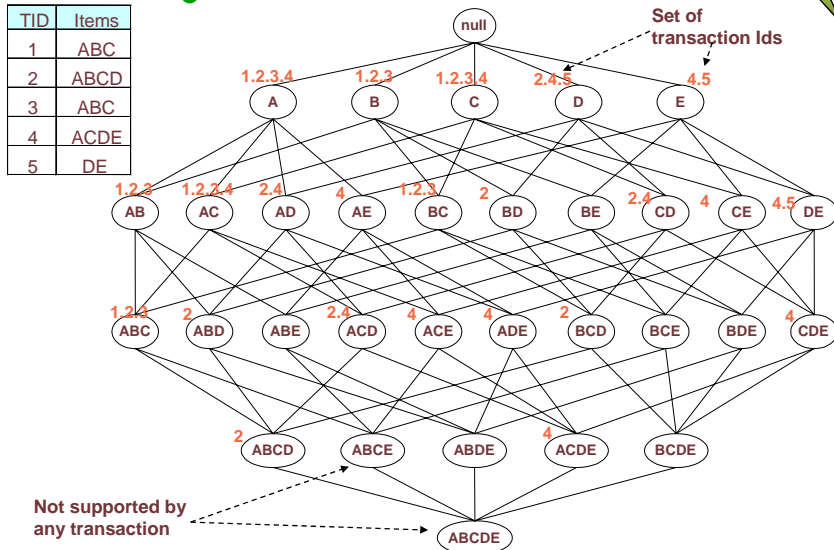 TID Items
1 ABC
2 ABCD
3 ABC
4 ACDE
5 DE
null
Set of
transaction Ids
1.2.3.4 1.2.3 1.2.3.4 2.4.5 4.5
A B C D E
1.2.3 1.2.3.4 2.4 4 1.2.3 2 2.4 4 4.5
AB AC AD AE BC BD BE CD CE DE
1.2.3 2 2.4 4 4 2 4
ABC ABD ABE ACD ACE ADE BCD BCE BDE CDE
2 4
ABCD ABCE ABDE ACDE BCDE
Not supported by
any transaction
ABCDE